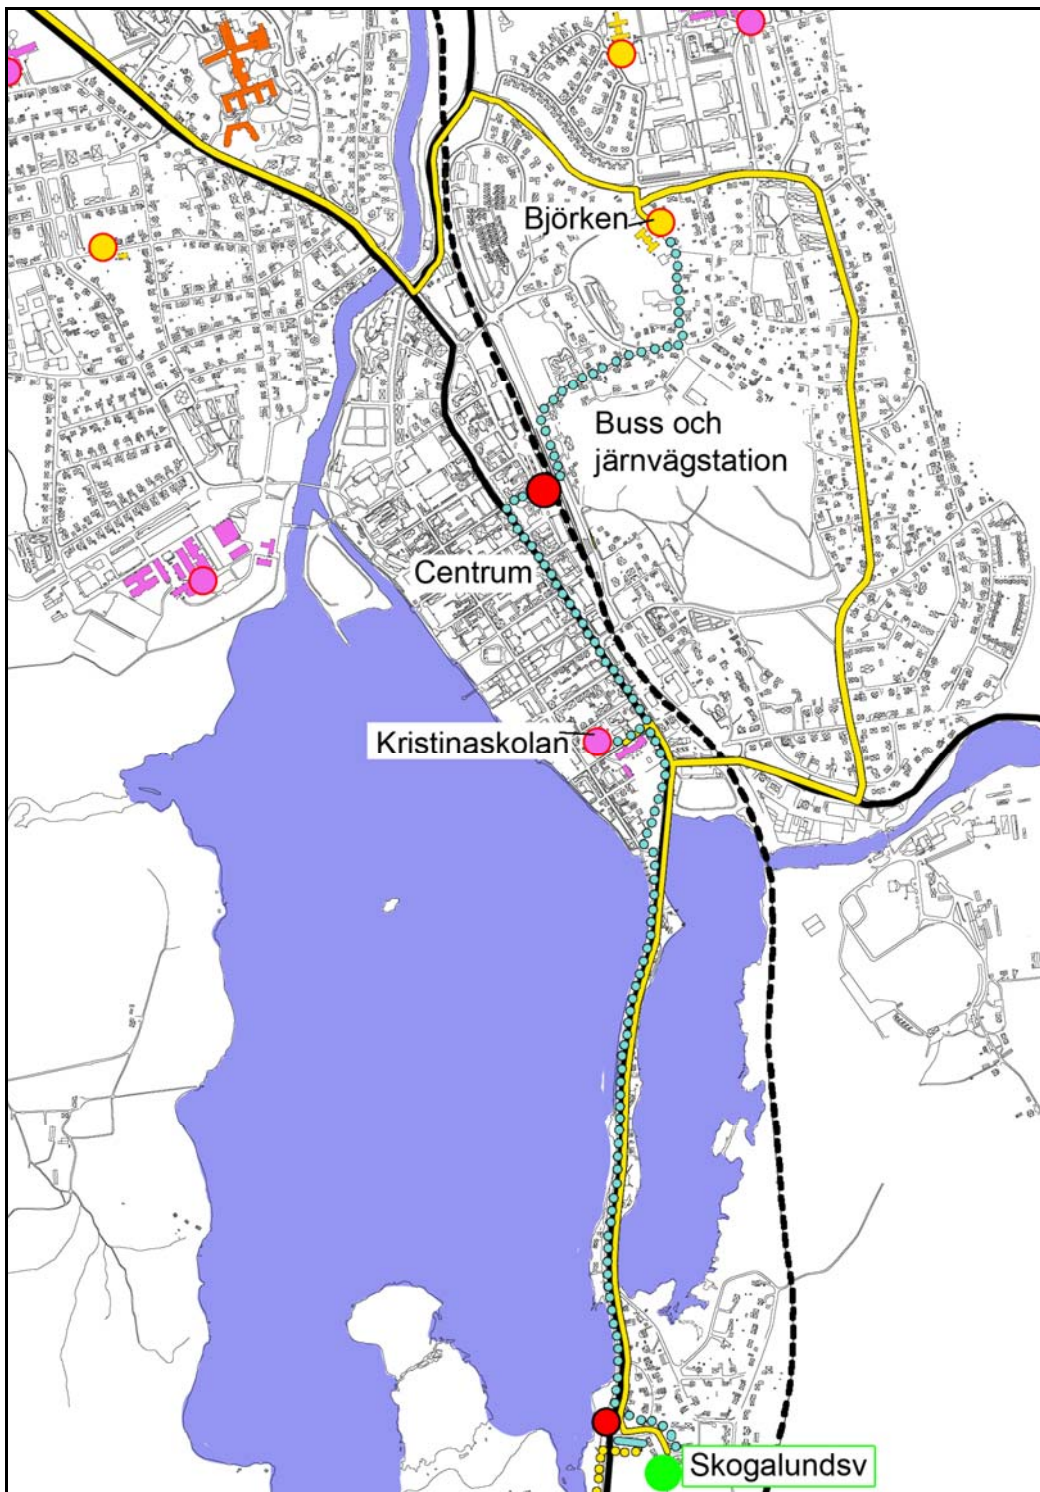 Björken
Buss och
järnvägstation
Centrum
Kristinaskolan
Skogalundsv